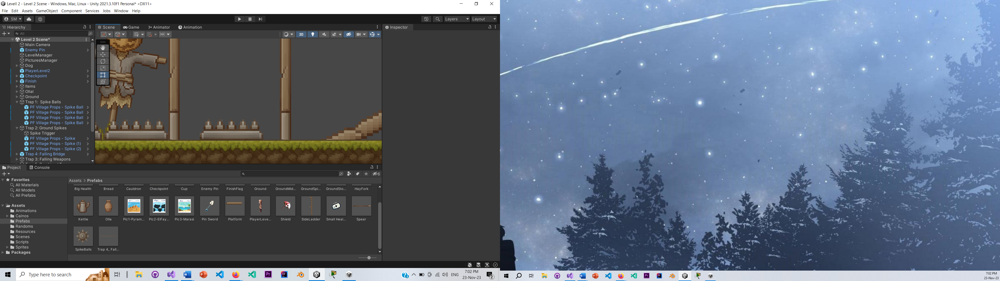 Levell 2 - Level 2 Scene - Windows, Mac, Linux - Unity 2021.3.10f1 Personal* <DX11>
File Edit Assets GameObject Component Services Jobs Window Help
SM
Layers
Layout
Hierarchy
All
Level 2 Scene*
Main Camera
Enemy Pin
LevelManager
PicturesManager
Dog
PlayerLevel2
Checkpoint
Finish
Items
Ollal
Ground
Trap 1: Spike Balls
PF Village Props - Spike Ball
PF Village Props - Spike Ball
PF Village Props - Spike Ball
PF Village Props - Spike Ball
Trap 2: Ground Spikes
Spike Trigger
PF Village Props - Spike
PF Village Props - Spike (1)
PF Village Props - Spike (2)
Trap 4: Falling Bridge
Trap 3: Falling Weapons
Scene Game Animator Animation
2D
Inspector
Project Console
6
Favorites
All Materials
All Models
All Prefabs
Assets
Animations
Cainos
Prefabs
Randoms
Resources
Scenes
Scripts
Sprites
Packages
Assets > Prefabs
Big Health Bread Cauldron Checkpoint Cup Enemy Pin FinishFlag Ground GroundMid... GroundSpi... GroundSto... HayFork
Kettle Olla Pic1-Pyram... Pic2-ElFay... Pic3-Marasi Pin Sword Platform PlayerLeve... Shield SideLadder Small Heal... Spear
SpikeBalls Trap 4_ Fall...
Type here to search
Pr
ENG
7:02 PM
23-Nov-23
2
Pr
7:02 PM
23-Nov-23